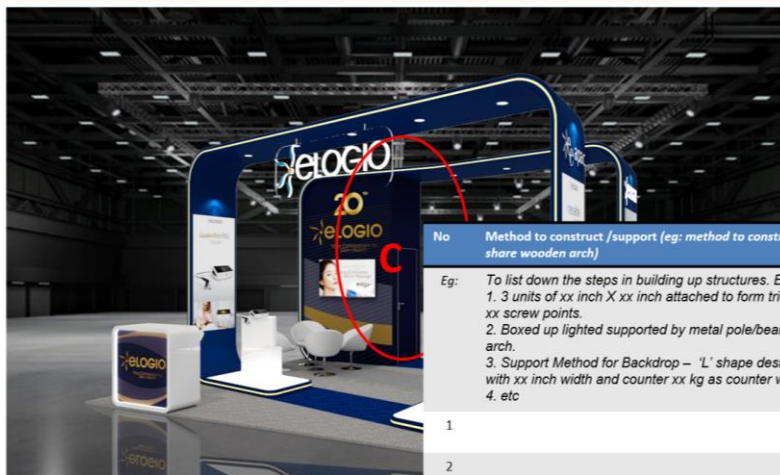 eLOGIO
20
eLOGIO
C
eLOGIO
No
Method to construct /support (eg: method to constr
share wooden arch)
Eg:
To list down the steps in building up structures. E
1. 3 units of xx inch X xx inch attached to form tri
xx screw points.
2. Boxed up lighted supported by metal pole/bea
arch.
3. Support Method for Backdrop – ‘L’ shape des
with xx inch width and counter xx kg as counter w
4. etc
1
2